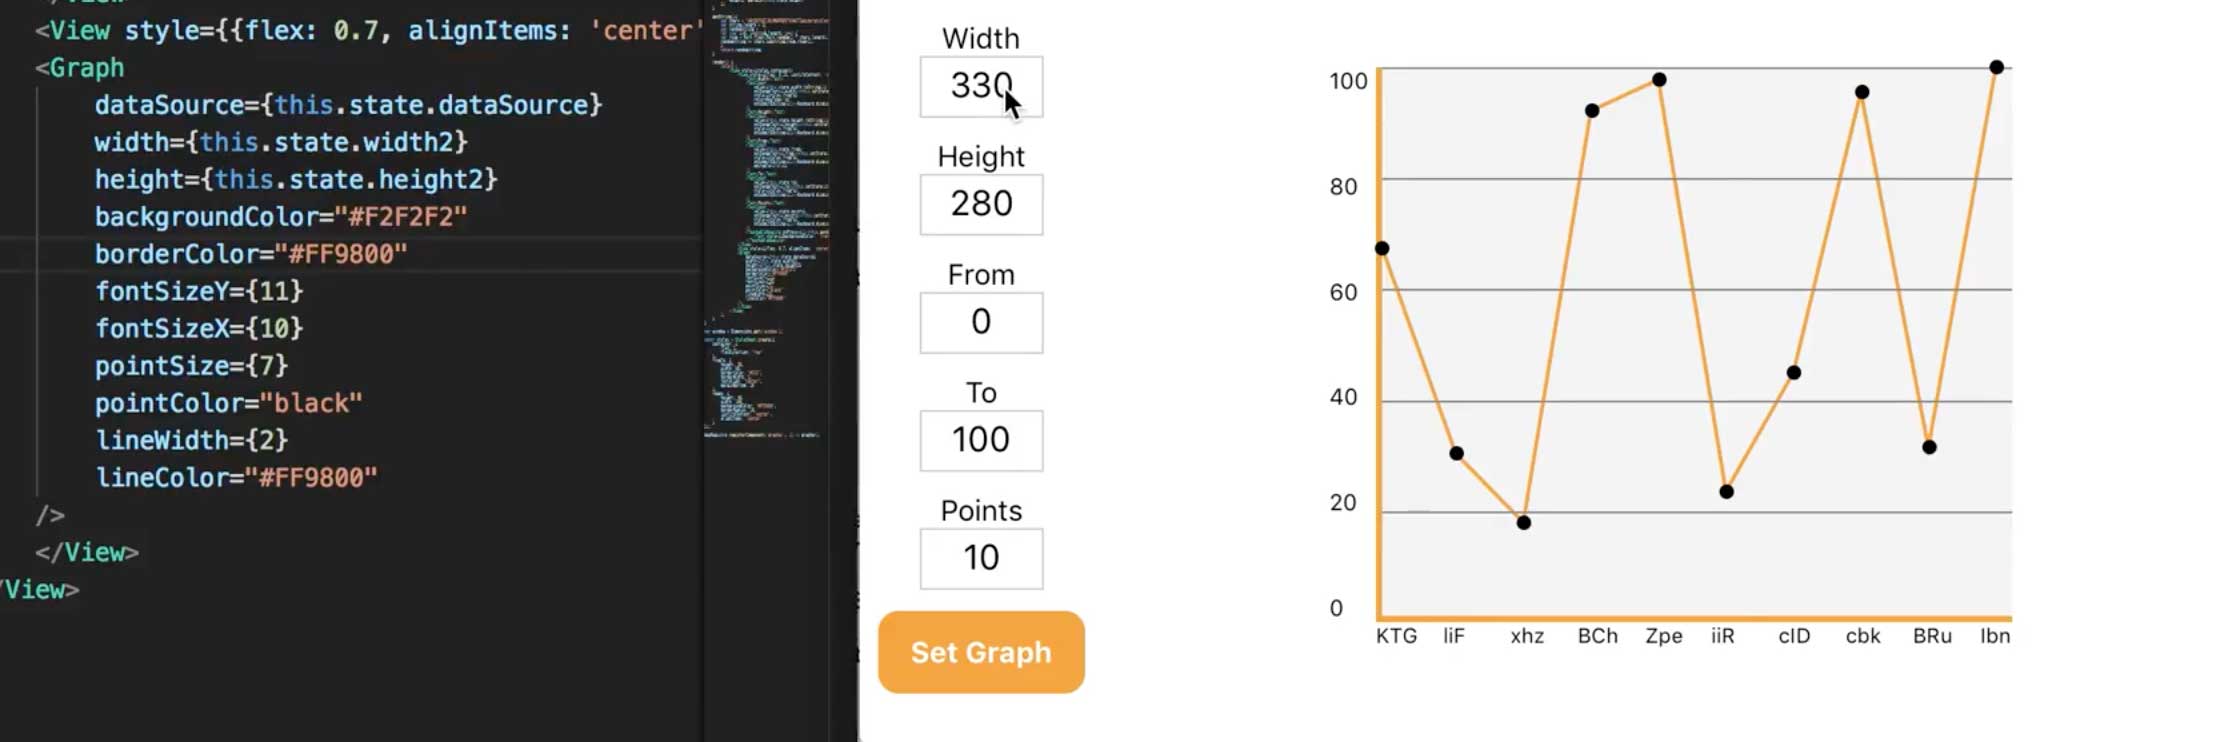 </View>
<View style={{flex: 0.7, alignItems: 'center'
<Graph
dataSource={this.state.dataSource}
width={this.state.width2}
height={this.state.height2}
backgroundColor="#F2F2F2"
borderColor="#FF9800"
fontSizeY={11}
fontSizeX={10}
pointSize={7}
pointColor="black"
lineWidth={2}
lineColor="#FF9800"
/>
</View>
/View>
Width
330
Height
280
From
0
To
100
Points
10
Set Graph
100
80
60
40
20
0
KTG liF xhz BCh Zpe iiR cID cbk BRu Ibn